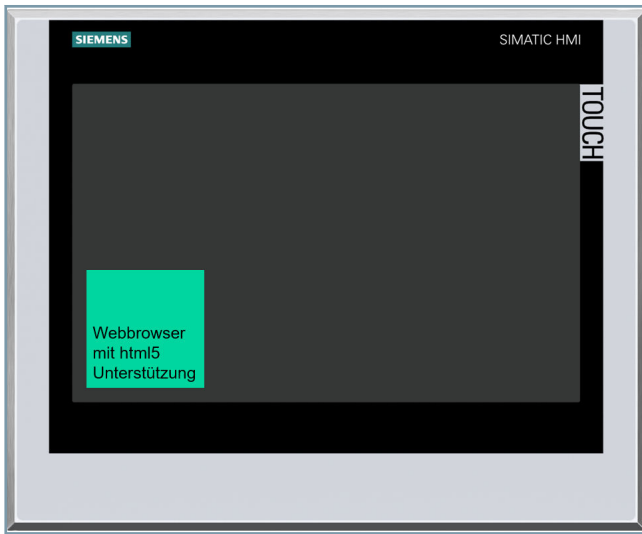 SIEMENS
SIMATIC HMI
TOUCH
Webbrowser
mit html5
Unterstützung